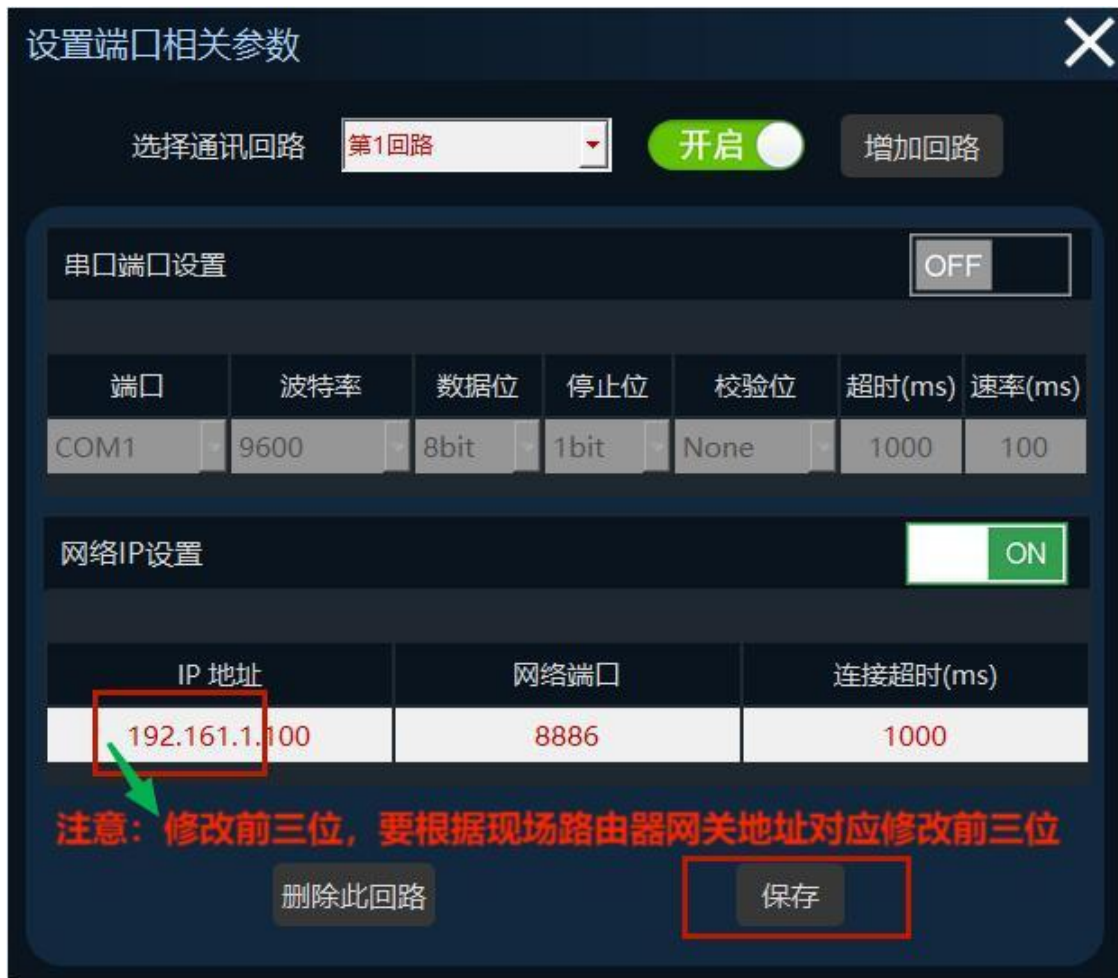 设置端口相关参数
选择通讯回路 第1回路 开启 增加回路
串口端口设置 OFF
端口 波特率 数据位 停止位 校验位 超时(ms) 速率(ms)
COM1 9600 8bit 1bit None 1000 100
网络IP设置 ON
IP 地址 网络端口 连接超时(ms)
192.161.1.100 8886 1000
注意：修改前三位，要根据现场路由器网关地址对应修改前三位
删除此回路 保存